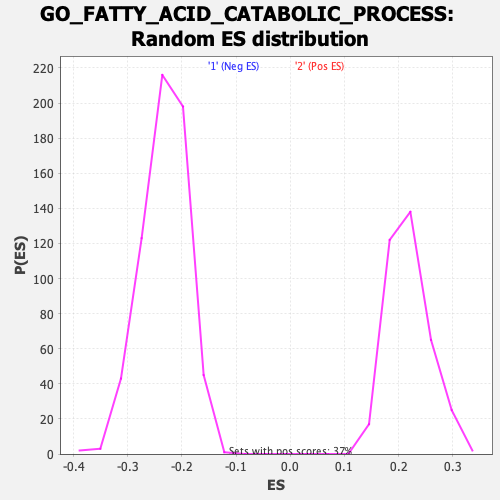 GO_FATTY_ACID_CATABOLIC_PROCESS:
Random ES distribution
'1' (Neg ES) '2' (Pos ES)
220
200
180
160
140
120
100
80
60
40
20
0
P(ES)
Sets with pos scores: 37%
-0.4 -0.3 -0.2 -0.1 0.0 0.1 0.2 0.3
ES